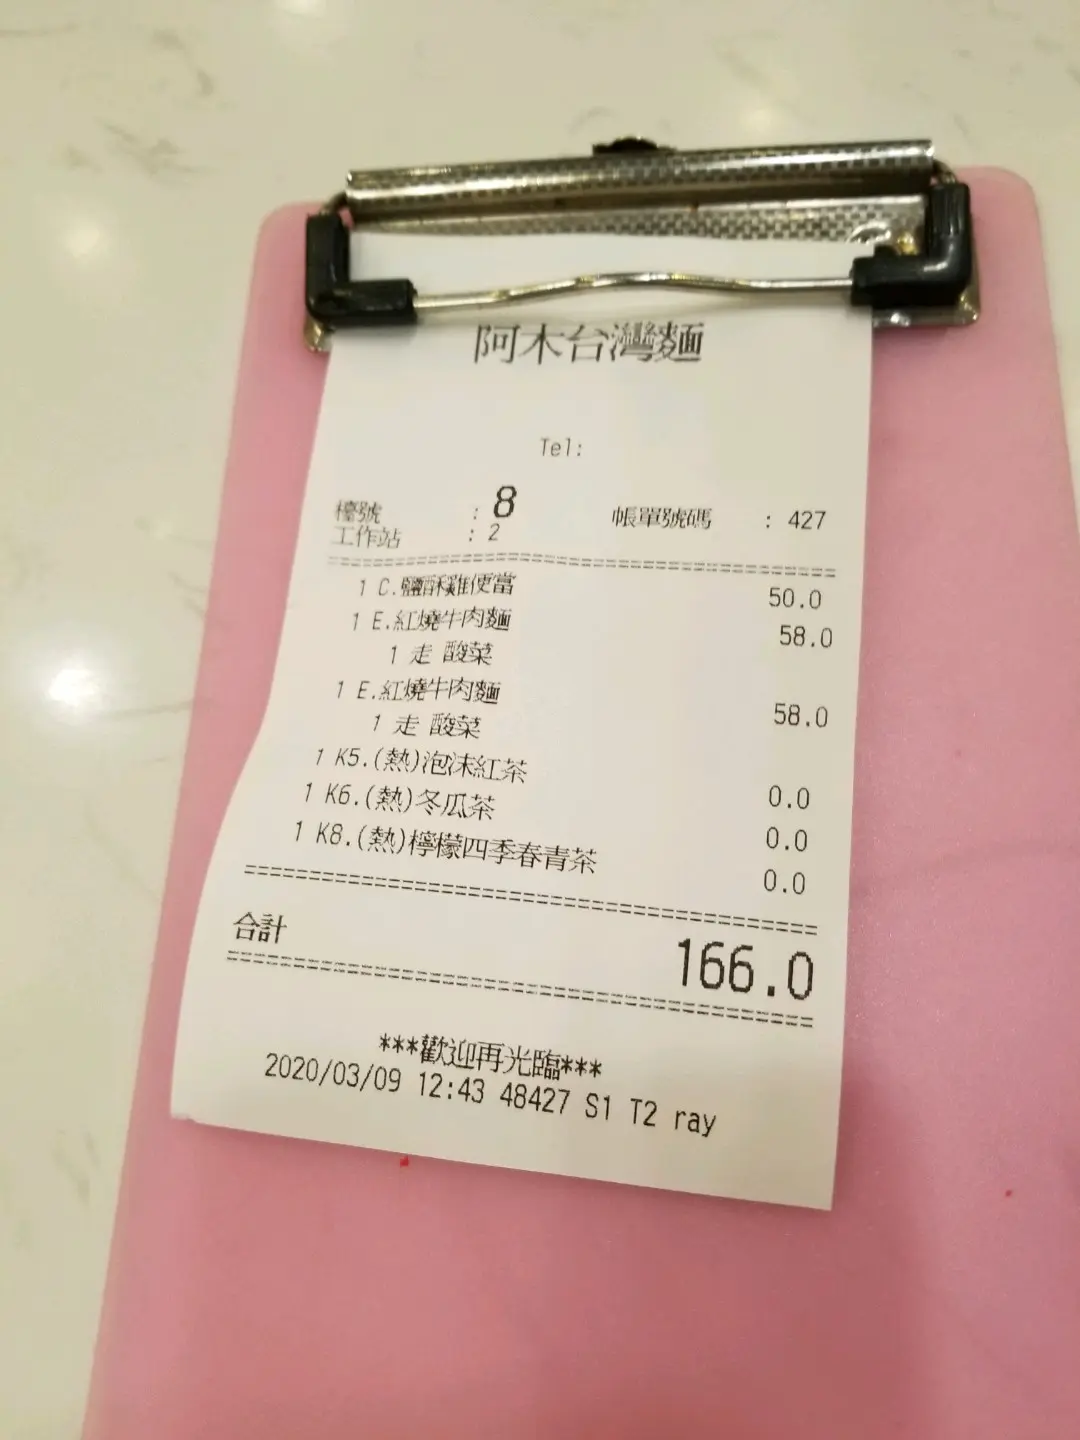 阿木台灣麵
Tel:
檯號 : 8 帳單號碼 : 427
工作站 : 2
1 C.鹽酥雞便當 50.0
1 E.紅燒牛肉麵 58.0
1 走 酸菜
1 E.紅燒牛肉麵 58.0
1 走 酸菜
1 K5.(熱)泡沫紅茶 0.0
1 K6.(熱)冬瓜茶 0.0
1 K8.(熱)檸檬四季春青茶 0.0
合計 166.0
***歡迎再光臨***
2020/03/09 12:43 48427 S1 T2 ray